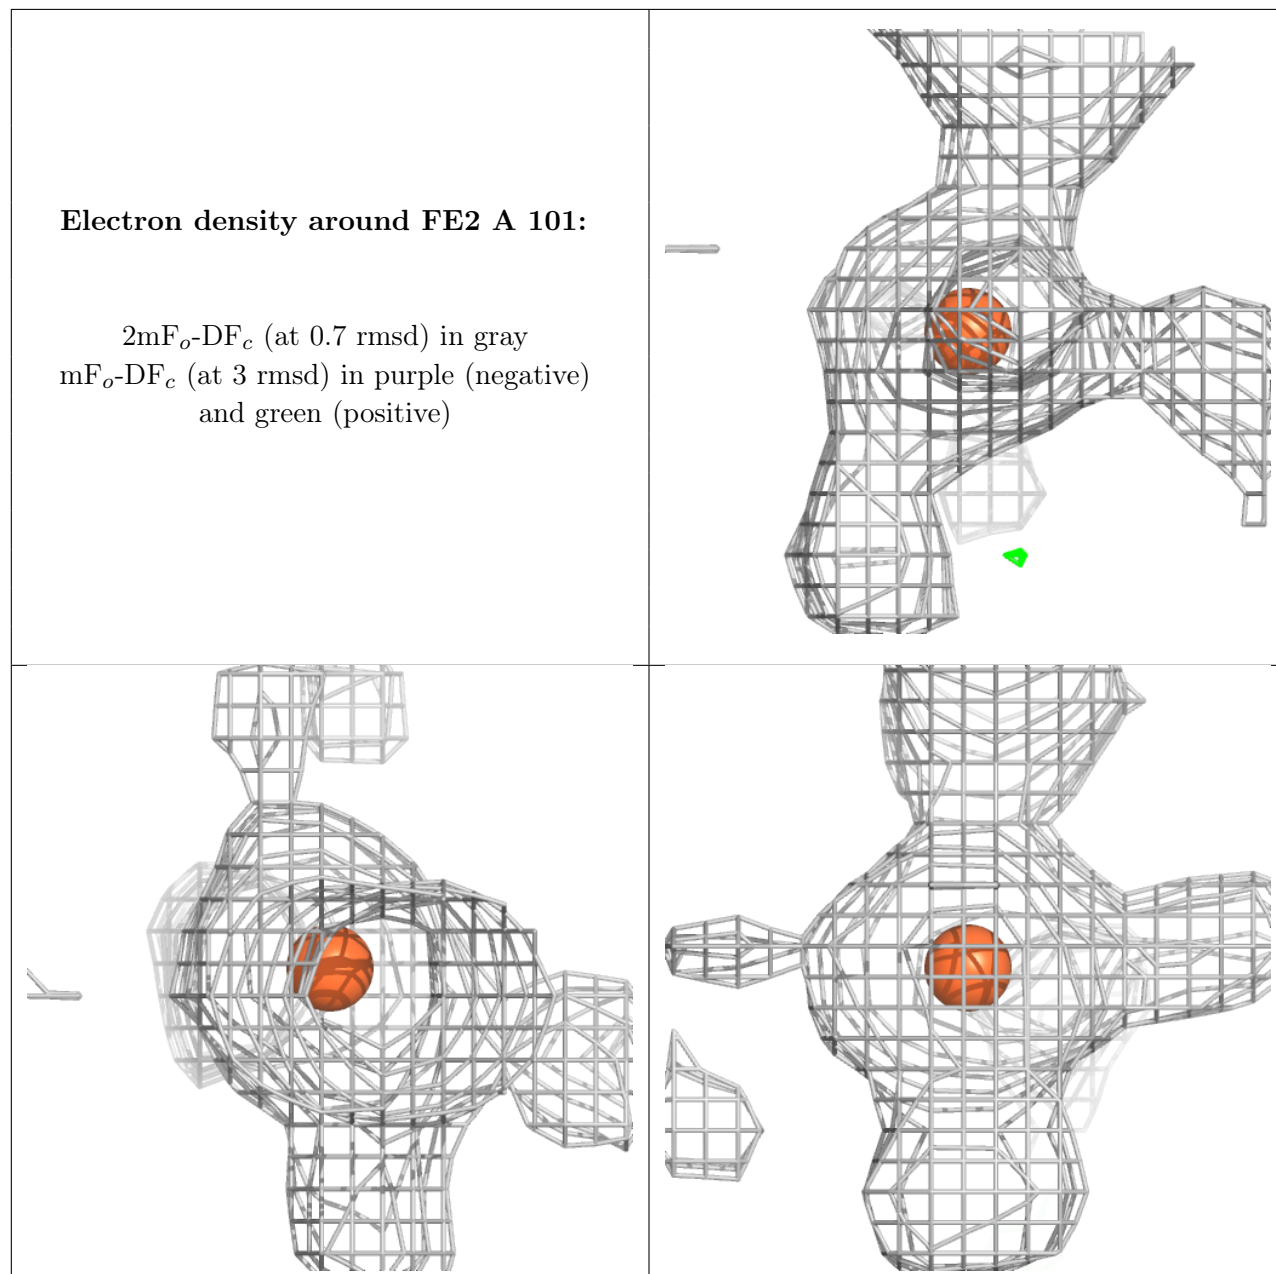 Electron density around FE2 A 101:
2mFo-DFc (at 0.7 rmsd) in gray
mFo-DFc (at 3 rmsd) in purple (negative)
and green (positive)